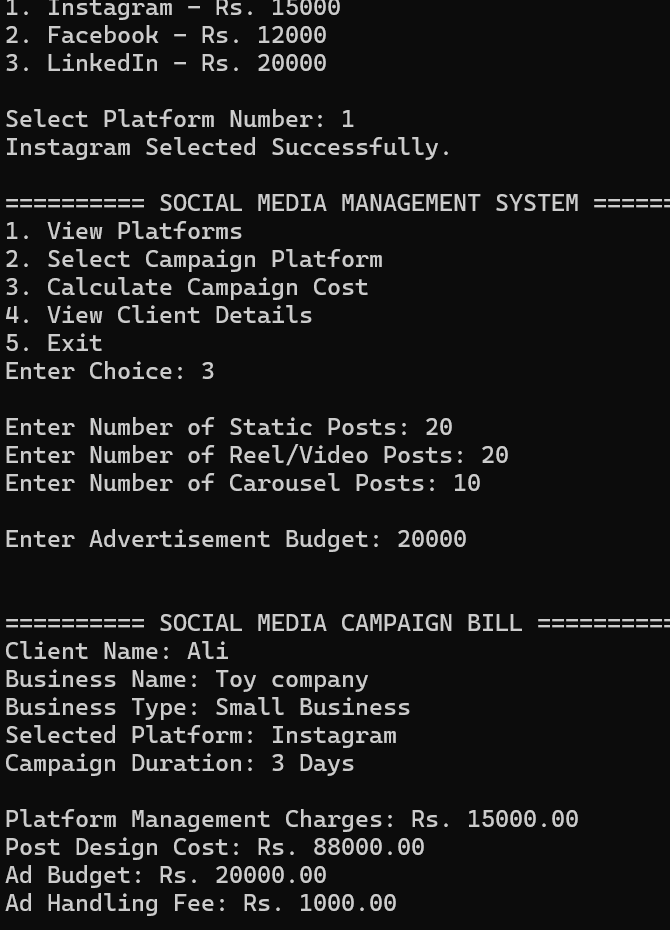 1. Instagram - Rs. 15000
2. Facebook - Rs. 12000
3. LinkedIn - Rs. 20000
Select Platform Number: 1
Instagram Selected Successfully.
========== SOCIAL MEDIA MANAGEMENT SYSTEM ======
1. View Platforms
2. Select Campaign Platform
3. Calculate Campaign Cost
4. View Client Details
5. Exit
Enter Choice: 3
Enter Number of Static Posts: 20
Enter Number of Reel/Video Posts: 20
Enter Number of Carousel Posts: 10
Enter Advertisement Budget: 20000
========== SOCIAL MEDIA CAMPAIGN BILL ==========
Client Name: Ali
Business Name: Toy company
Business Type: Small Business
Selected Platform: Instagram
Campaign Duration: 3 Days
Platform Management Charges: Rs. 15000.00
Post Design Cost: Rs. 88000.00
Ad Budget: Rs. 20000.00
Ad Handling Fee: Rs. 1000.00